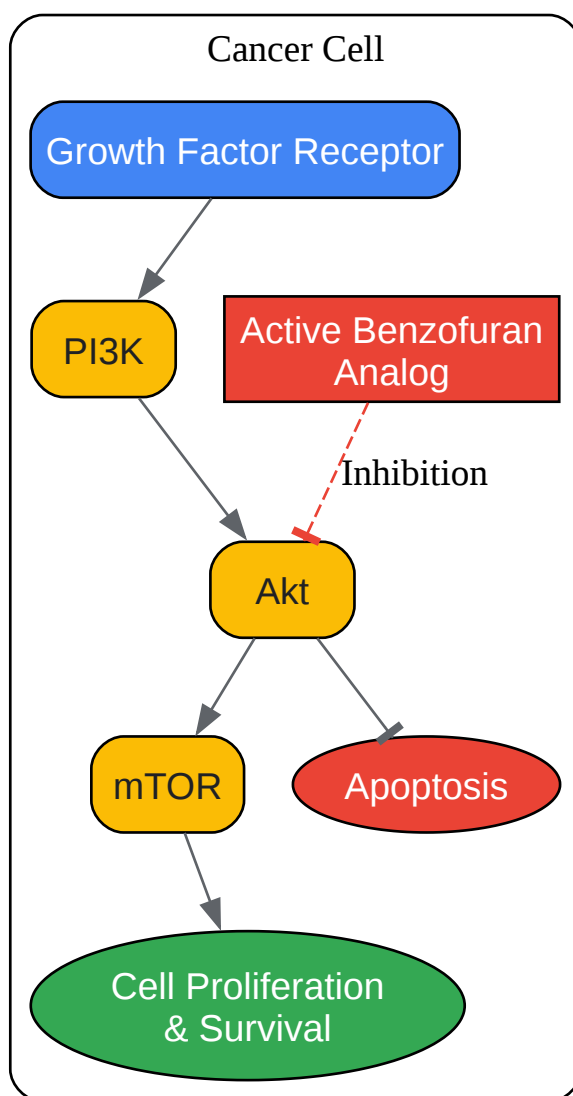 Cancer Cell
Growth Factor Receptor
PI3K
Active Benzofuran
Analog
Inhibition
Akt
mTOR
Apoptosis
Cell Proliferation
& Survival